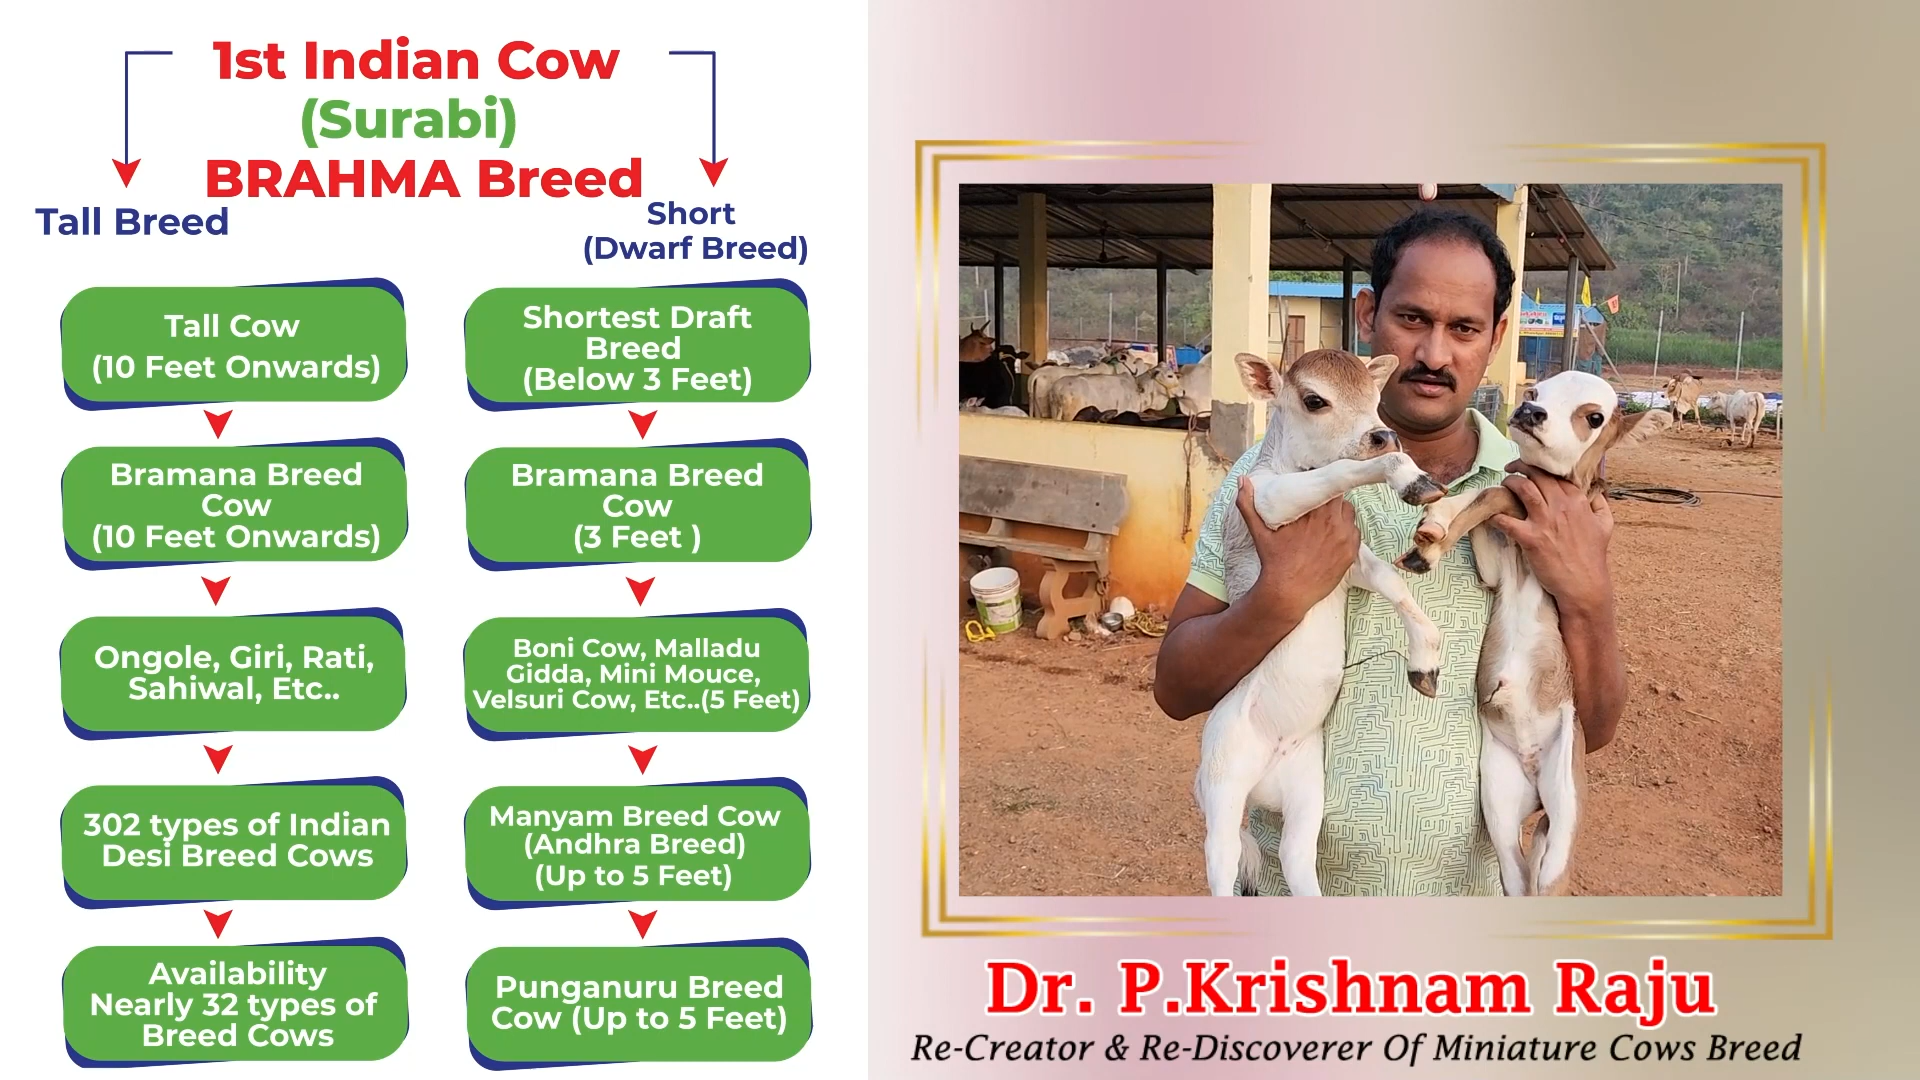 1st Indian Cow
(Surabi)
BRAHMA Breed
Tall Breed
Short
(Dwarf Breed)
Tall Cow
(10 Feet Onwards)
Bramana Breed
Cow
(10 Feet Onwards)
Ongole, Giri, Rati,
Sahiwal, Etc..
302 types of Indian
Desi Breed Cows
Availability
Nearly 32 types of
Breed Cows
Shortest Draft
Breed
(Below 3 Feet)
Bramana Breed
Cow
(3 Feet )
Boni Cow, Malladu
Gidda, Mini Mouce,
Velsuri Cow, Etc..(5 Feet)
Manyam Breed Cow
(Andhra Breed)
(Up to 5 Feet)
Punganuru Breed
Cow (Up to 5 Feet)
Dr. P.Krishnam Raju
Re-Creator & Re-Discoverer Of Miniature Cows Breed